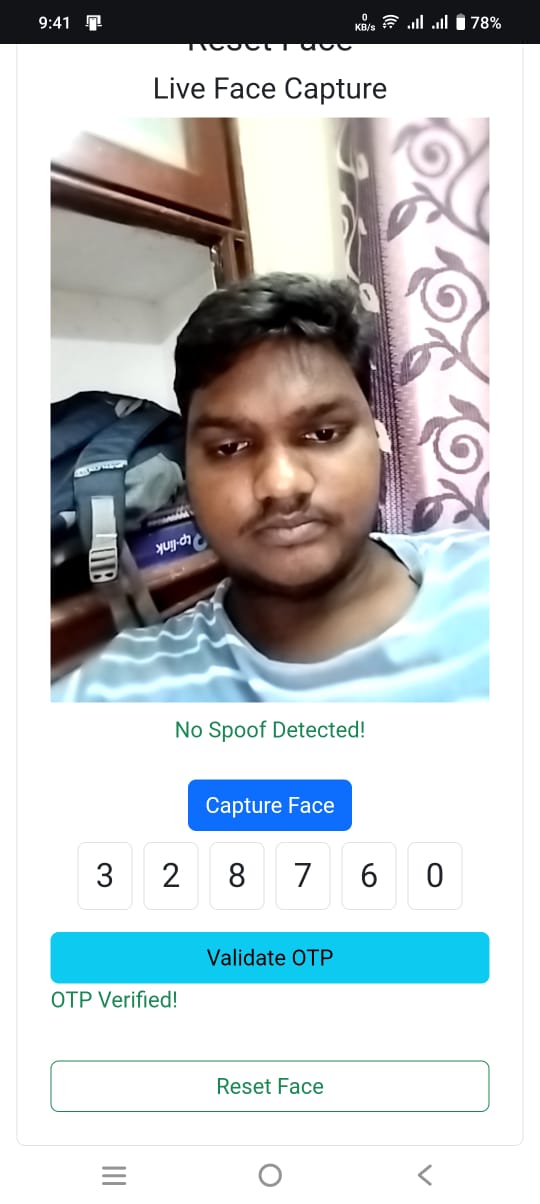 9:41 0 KB/s 78%
Reset Face
Live Face Capture
tp-link
No Spoof Detected!
Capture Face
3 2 8 7 6 0
Validate OTP
OTP Verified!
Reset Face